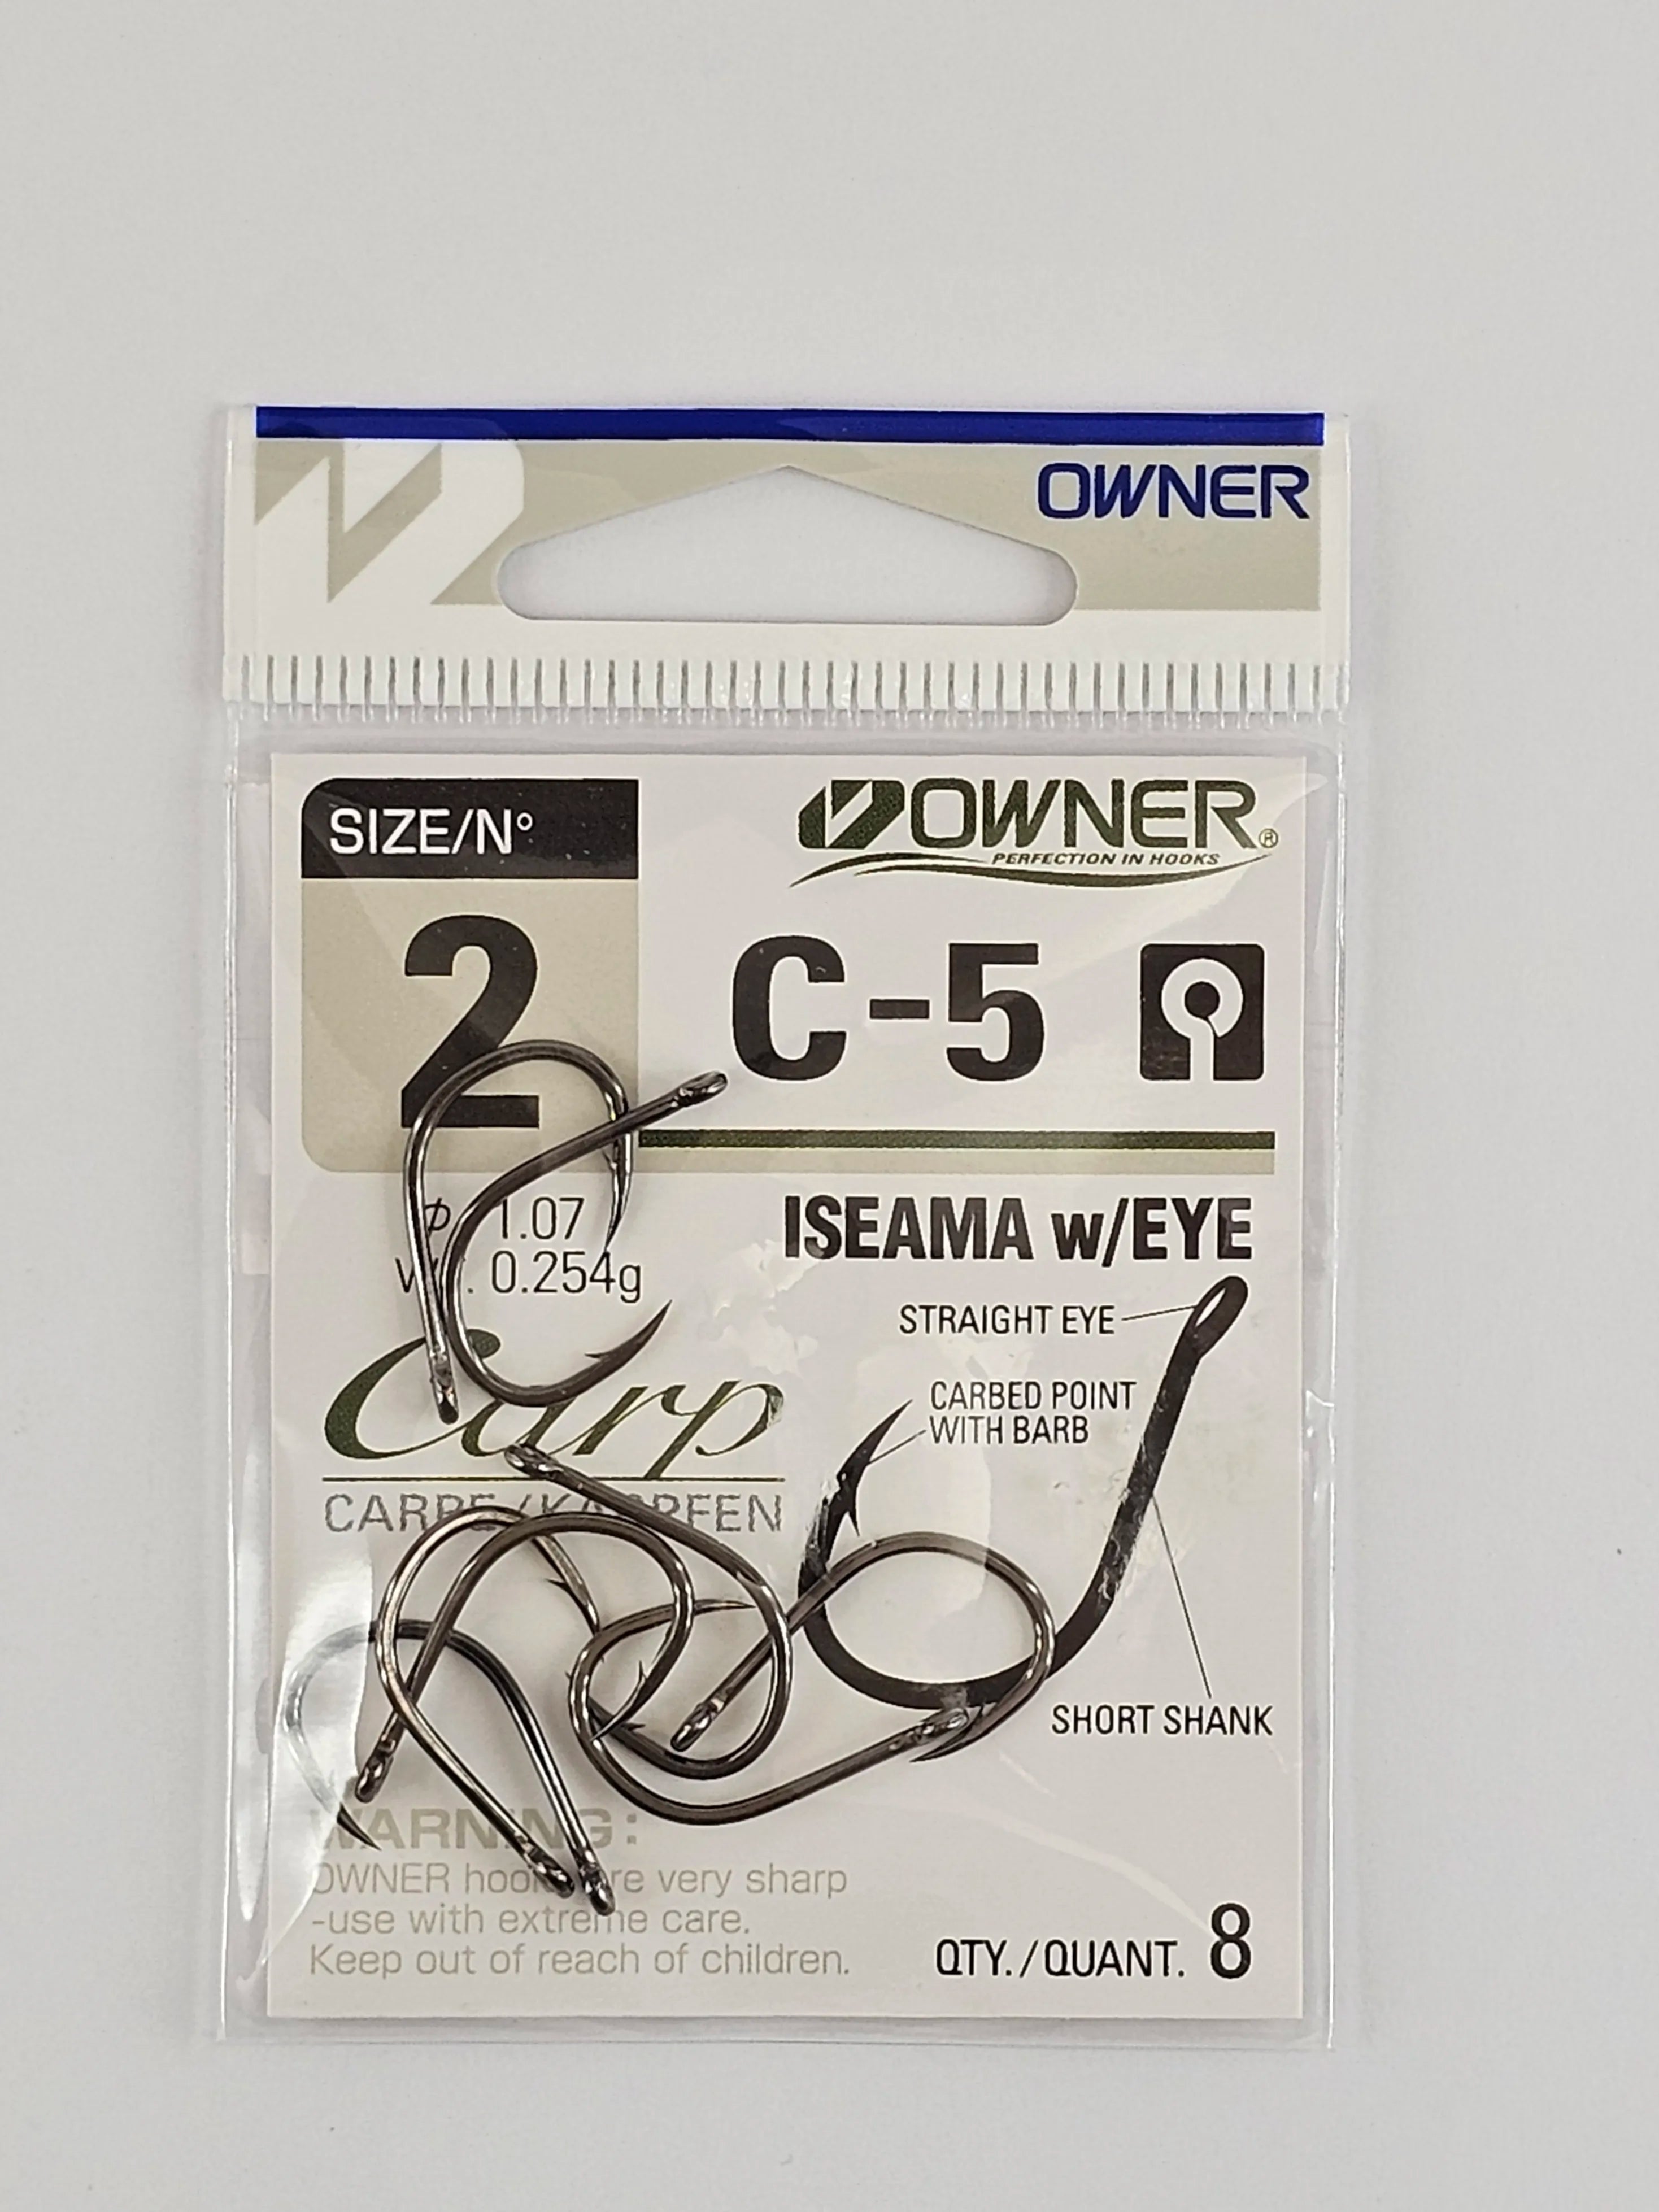 OWNER
SIZE/N°
2
OWNER®
PERFECTION IN HOOKS
C-5
1.07
0.254g
ISEAMA w/EYE
STRAIGHT EYE
CARBED POINT
WITH BARB
SHORT SHANK
Carp
CARPE/KARPFEN
WARNING:
OWNER hooks are very sharp
-use with extreme care.
Keep out of reach of children.
QTY./QUANT. 8